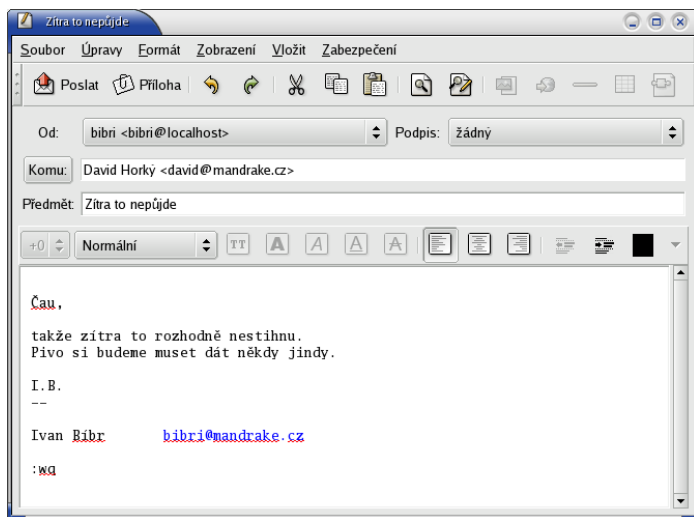 Zítra to nepůjde
Soubor Úpravy Formát Zobrazení Vložit Zabezpečení
Poslat Příloha
Od: bibri <bibri@localhost> Podpis: žádný
Komu: David Horký <david@mandrake.cz>
Předmět: Zítra to nepůjde
+0 Normální TT A A A A
Čau,
takže zítra to rozhodně nestihnu.
Pivo si budeme muset dát někdy jindy.
I.B.
--
Ivan Bíbr bibri@mandrake.cz
:wq